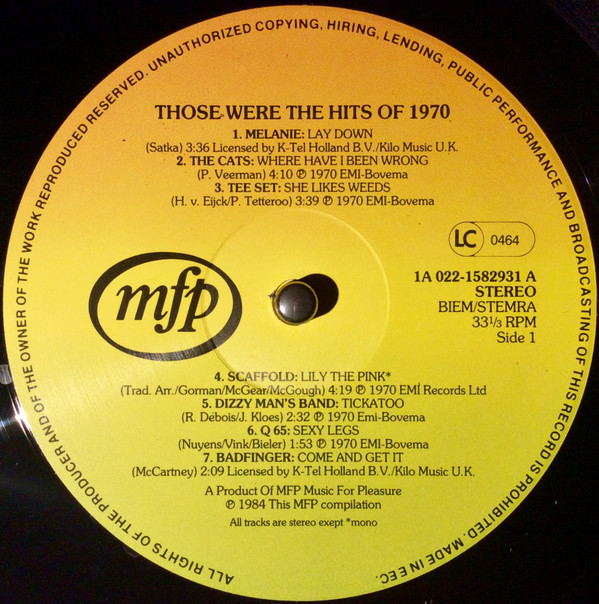 ALL RIGHTS OF THE PRODUCER AND OF THE OWNER OF THE WORK REPRODUCED RESERVED. UNAUTHORIZED COPYING, HIRING, LENDING, PUBLIC PERFORMANCE AND BROADCASTING OF THIS RECORD IS PROHIBITED. MADE IN EEC.
THOSE WERE THE HITS OF 1970
1. MELANIE: LAY DOWN
(Satka) 3:36 Licensed by K-Tel Holland B.V./Kilo Music U.K.
2. THE CATS: WHERE HAVE I BEEN WRONG
(P. Veerman) 4:10 ℗ 1970 EMI-Bovema
3. TEE SET: SHE LIKES WEEDS
(H. v. Eijck/P. Tetteroo) 3:39 ℗ 1970 EMI-Bovema
LC 0464
mfp
1A 022-1582931 A
STEREO
BIEM/STEMRA
33⅓ RPM
Side 1
4. SCAFFOLD: LILY THE PINK*
(Trad. Arr./Gorman/McGear/McGough) 4:19 ℗ 1970 EMI Records Ltd
5. DIZZY MAN'S BAND: TICKATOO
(R. Debois/J. Kloes) 2:32 ℗ 1970 EMI-Bovema
6. Q 65: SEXY LEGS
(Nuyens/Vink/Bieler) 1:53 ℗ 1970 EMI-Bovema
7. BADFINGER: COME AND GET IT
(McCartney) 2:09 Licensed by K-Tel Holland B.V./Kilo Music U.K.
A Product Of MFP Music For Pleasure
℗ 1984 This MFP compilation
All tracks are stereo exept *mono